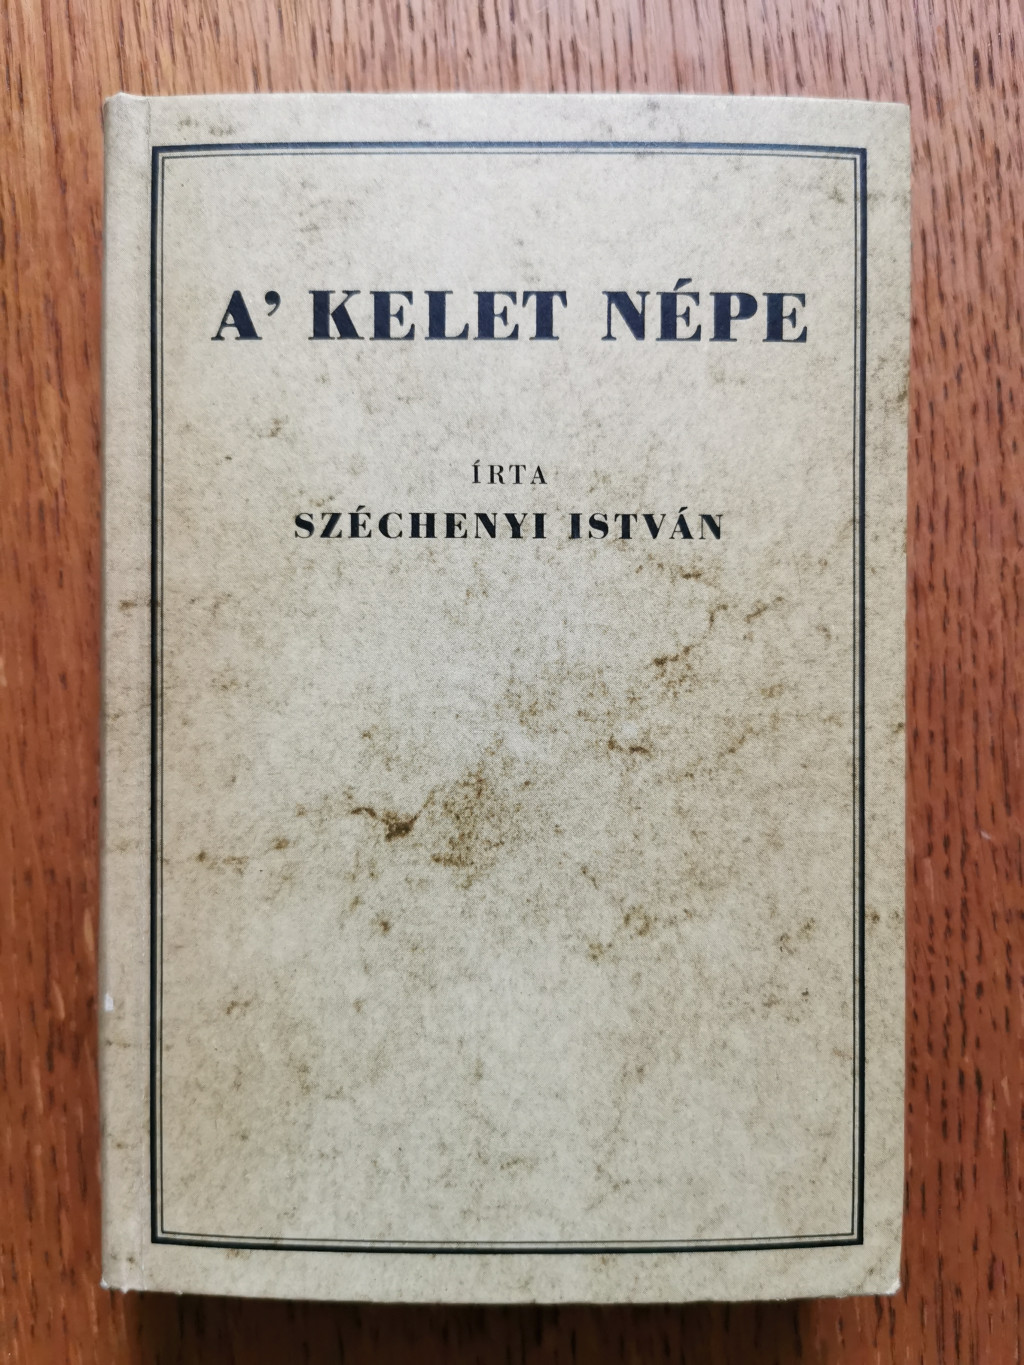 A' KELET NÉPE
ÍRTA
SZÉCHENYI ISTVÁN